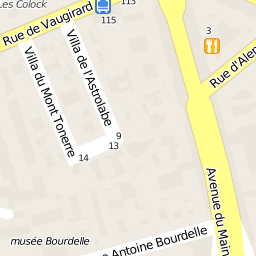 Les Colock
113
115
Rue de Vaugirard
3
Villa de l'Astrolabe
Villa du Mont Tonerre
Rue d'Alen
9
13
14
Avenue du Main
musée Bourdelle
e Antoine Bourdelle